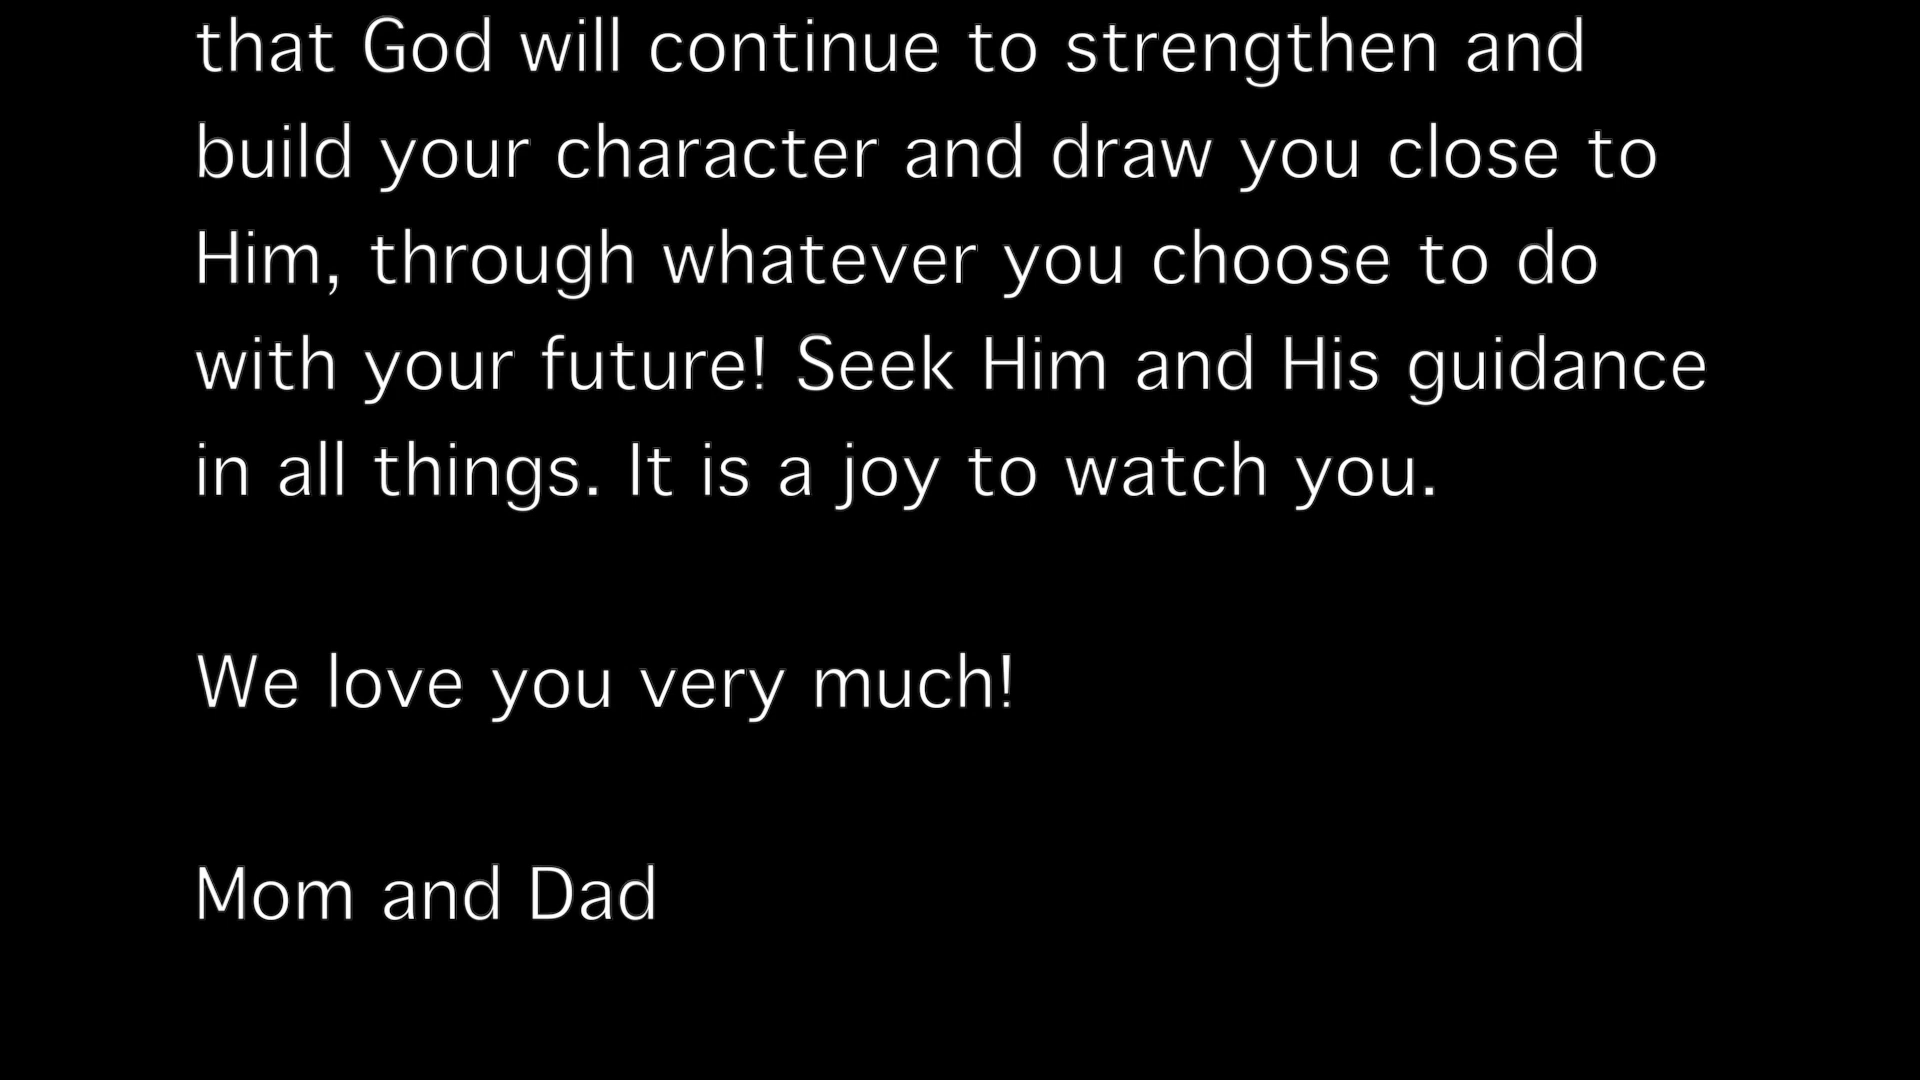 that God will continue to strengthen and
build your character and draw you close to
Him, through whatever you choose to do
with your future! Seek Him and His guidance
in all things. It is a joy to watch you.
We love you very much!
Mom and Dad